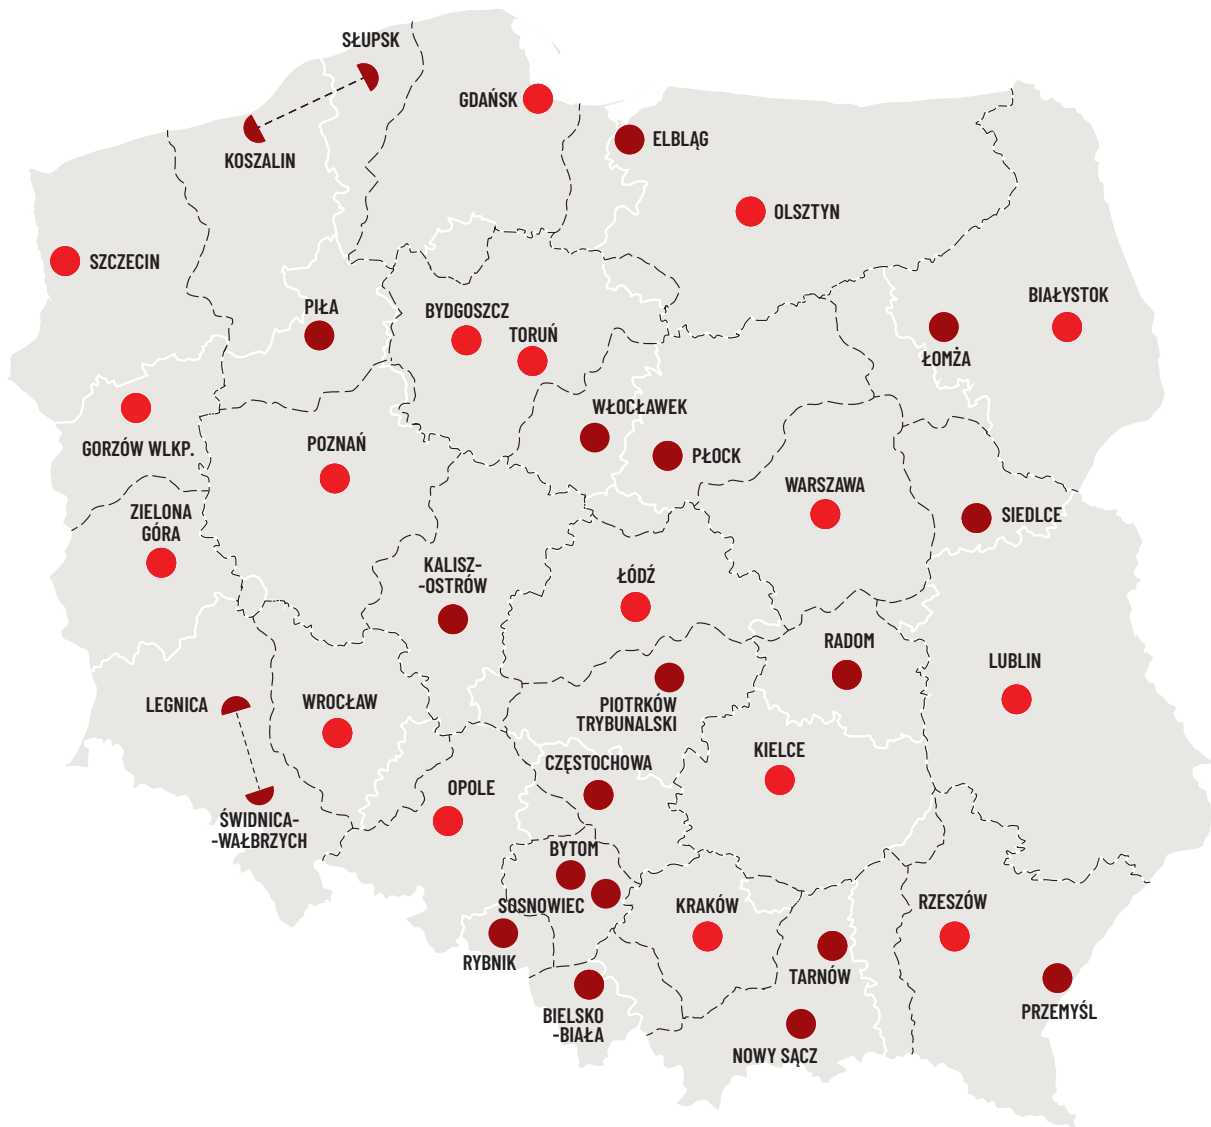 SŁUPSK
GDAŃSK
ELBLĄG
KOSZALIN
OLSZTYN
SZCZECIN
BIAŁYSTOK
PIŁA
BYDGOSZCZ
TORUŃ
ŁOMŻA
WŁOCŁAWEK
POZNAŃ
GORZÓW WLKP.
PŁOCK
WARSZAWA
ZIELONA
GÓRA
SIEDLCE
KALISZ-
-OSTRÓW
ŁÓDŹ
RADOM
LUBLIN
LEGNICA
WROCŁAW
PIOTRKÓW
TRYBUNALSKI
KIELCE
CZĘSTOCHOWA
OPOLE
ŚWIDNICA-
-WAŁBRZYCH
BYTOM
SOSNOWIEC
KRAKÓW
RZESZÓW
RYBNIK
TARNÓW
PRZEMYŚL
BIELSKO
-BIAŁA
NOWY SĄCZ